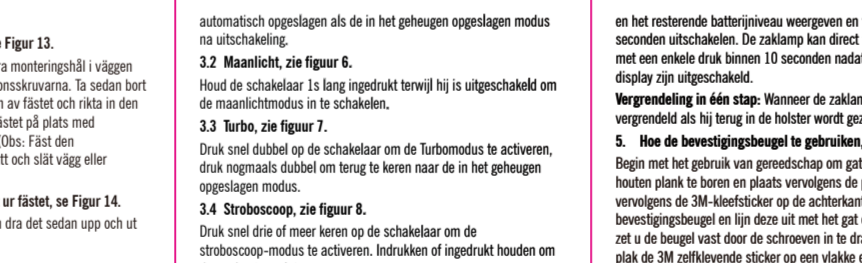 e Figur 13.
ra monteringshål i väggen
onsskruvarna. Ta sedan bort
n av fästet och rikta in den
ästet på plats med
(Obs: Fäst den
tt och slät vägg eller
ur fästet, se Figur 14.
dra det sedan upp och ut
automatisch opgeslagen als de in het geheugen opgeslagen modus
na uitschakeling.
3.2 Maanlicht, zie figuur 6.
Houd de schakelaar 1s lang ingedrukt terwijl hij is uitgeschakeld om
de maanlichtmodus in te schakelen.
3.3 Turbo, zie figuur 7.
Druk snel dubbel op de schakelaar om de Turbomodus te activeren,
druk nogmaals dubbel om terug te keren naar de in het geheugen
opgeslagen modus.
3.4 Stroboscoop, zie figuur 8.
Druk snel drie of meer keren op de schakelaar om de
stroboscoop-modus te activeren. Indrukken of ingedrukt houden om
en het resterende batterijniveau weergeven en
seconden uitschakelen. De zaklamp kan direct
met een enkele druk binnen 10 seconden nadat
display zijn uitgeschakeld.
Vergrendeling in één stap: Wanneer de zaklam
vergrendeld als hij terug in de holster wordt gez
5. Hoe de bevestigingsbeugel te gebruiken,
Begin met het gebruik van gereedschap om gat
houten plank te boren en plaats vervolgens de
vervolgens de 3M-kleefsticker op de achterkant
bevestigingsbeugel en lijn deze uit met het gat
zet u de beugel vast door de schroeven in te dra
plak de 3M zelfklevende sticker op een vlakke e